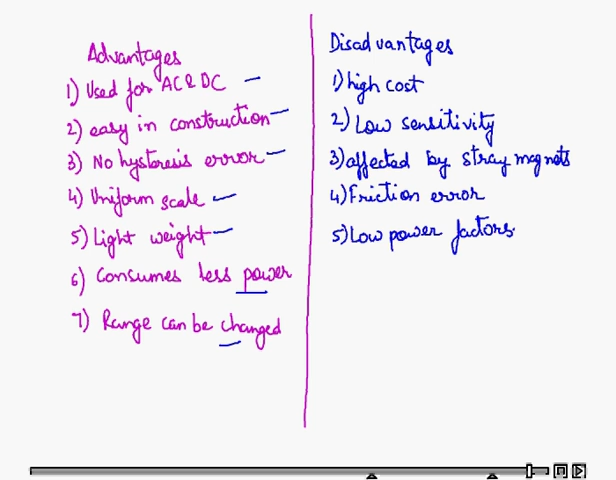 Advantages
1) Used for AC & DC
2) easy in construction
3) No hysteresis error
4) Uniform scale
5) Light weight
6) Consumes less power
7) Range can be changed
Disadvantages
1) high cost
2) Low sensitivity
3) affected by stray magnets
4) Friction error
5) Low power factors.